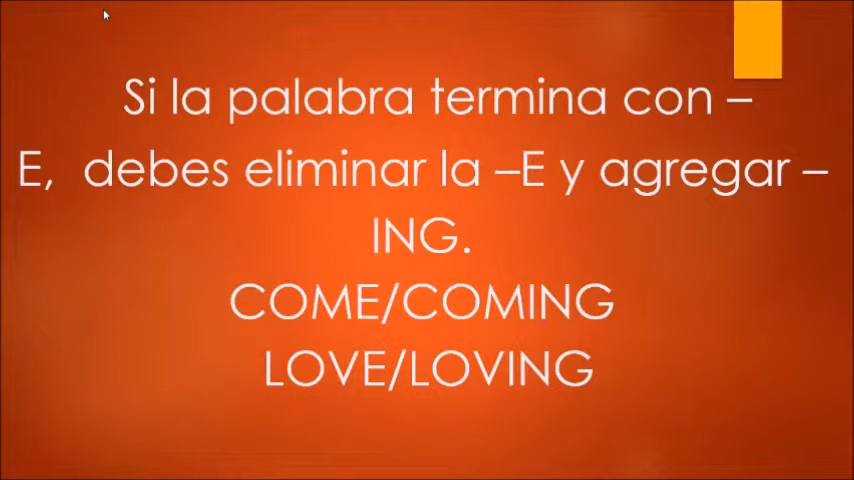 Si la palabra termina con –
E, debes eliminar la –E y agregar –
ING.
COME/COMING
LOVE/LOVING